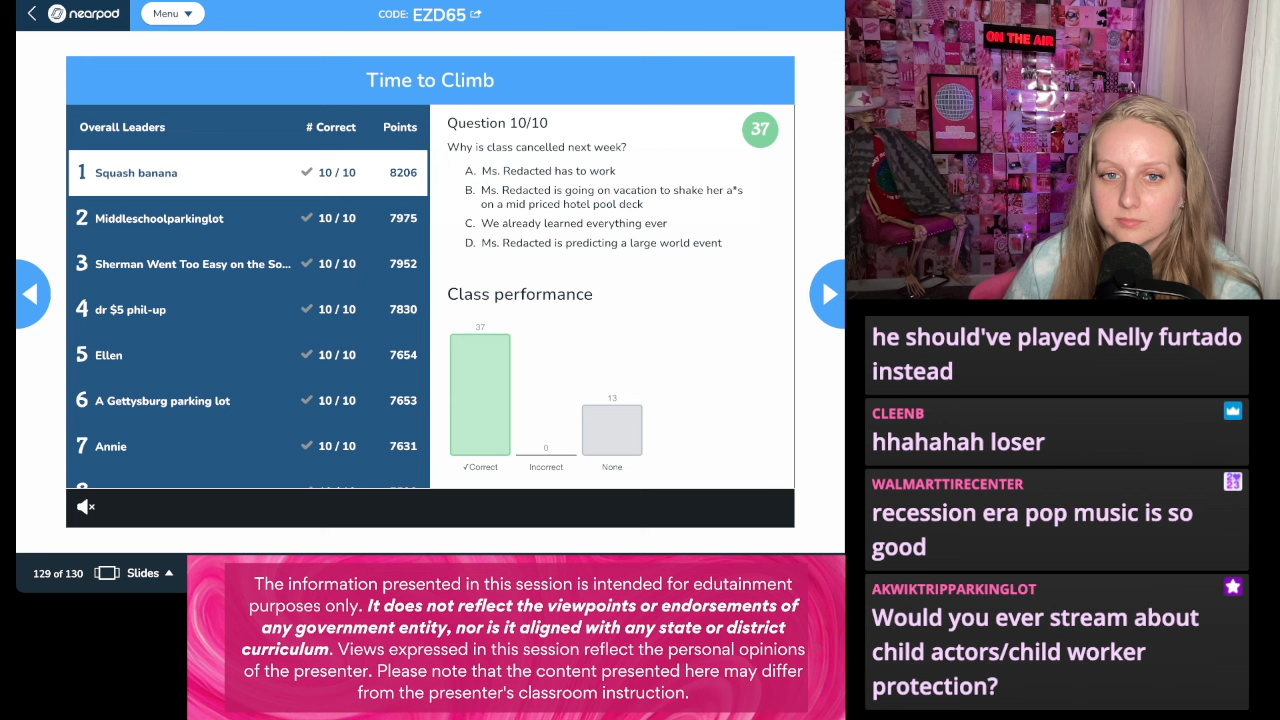 nearpod
Menu
CODE: EZD65
Time to Climb
Overall Leaders # Correct Points
1 Squash banana 10 / 10 8206
2 Middleschoolparkinglot 10 / 10 7975
3 Sherman Went Too Easy on the So... 10 / 10 7952
4 dr $5 phil-up 10 / 10 7830
5 Ellen 10 / 10 7654
6 A Gettysburg parking lot 10 / 10 7653
7 Annie 10 / 10 7631
Question 10/10
37
Why is class cancelled next week?
A. Ms. Redacted has to work
B. Ms. Redacted is going on vacation to shake her a*s
on a mid priced hotel pool deck
C. We already learned everything ever
D. Ms. Redacted is predicting a large world event
Class performance
37
0
13
✓Correct Incorrect None
129 of 130 Slides
The information presented in this session is intended for edutainment
purposes only. It does not reflect the viewpoints or endorsements of
any government entity, nor is it aligned with any state or district
curriculum. Views expressed in this session reflect the personal opinions
of the presenter. Please note that the content presented here may differ
from the presenter's classroom instruction.
ON THE AIR
he should've played Nelly furtado
instead
CLEENB
hhahahah loser
WALMARTTIRECENTER
recession era pop music is so
good
AKWIKTRIPPARKINGLOT
Would you ever stream about
child actors/child worker
protection?